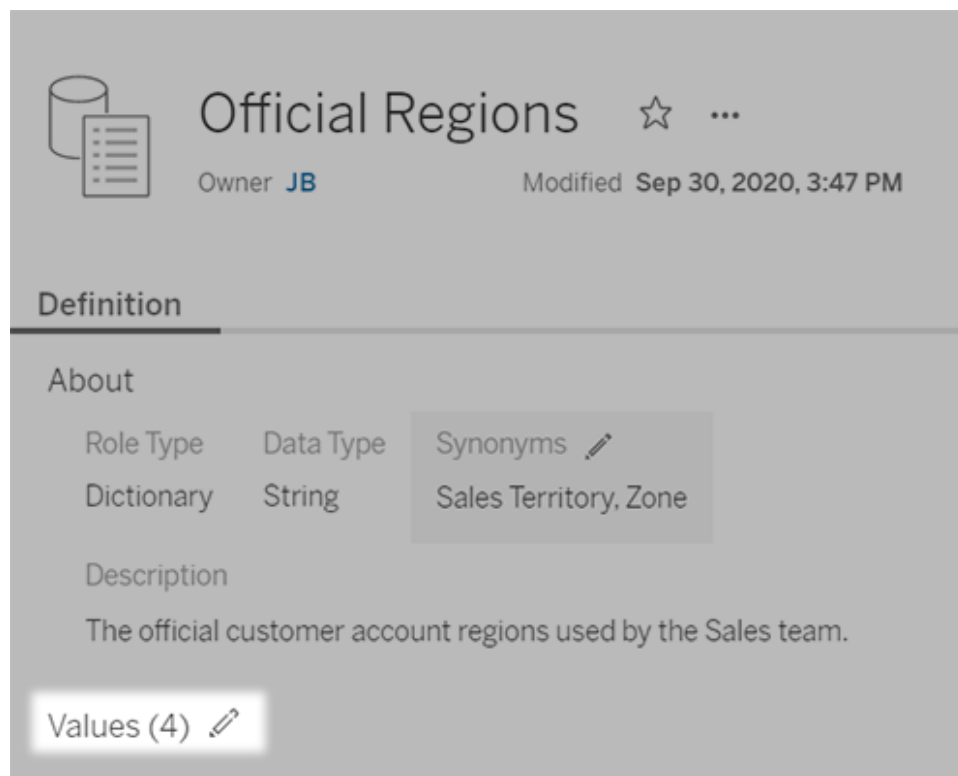 Official Regions
Owner JB Modified Sep 30, 2020, 3:47 PM
Definition
About
Role Type Data Type Synonyms
Dictionary String Sales Territory, Zone
Description
The official customer account regions used by the Sales team.
Values (4)